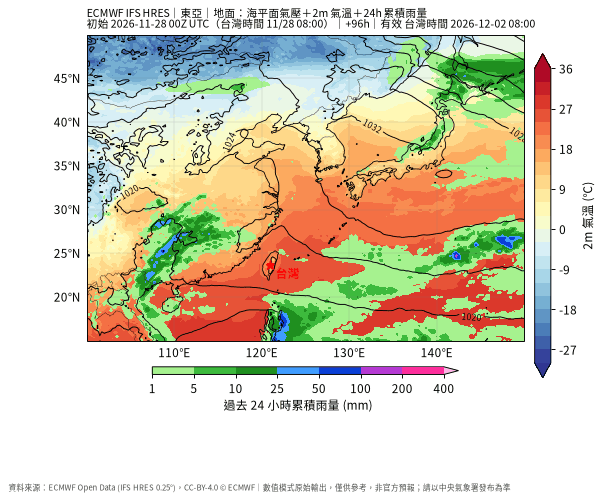 ECMWF IFS HRES｜東亞｜地面：海平面氣壓＋2m 氣溫＋24h 累積雨量
初始 2026-11-28 00Z UTC（台灣時間 11/28 08:00）｜+96h｜有效 台灣時間 2026-12-02 08:00
45°N
40°N
35°N
30°N
25°N
20°N
110°E
120°E
130°E
140°E
1024
1032
1020
1020
台灣
36
27
18
9
0
-9
-18
-27
2m 氣溫 (°C)
1
5
10
25
50
100
200
400
過去 24 小時累積雨量 (mm)
資料來源：ECMWF Open Data (IFS HRES 0.25°)，CC-BY-4.0 © ECMWF｜數值模式原始輸出，僅供參考，非官方預報；請以中央氣象署發布為準